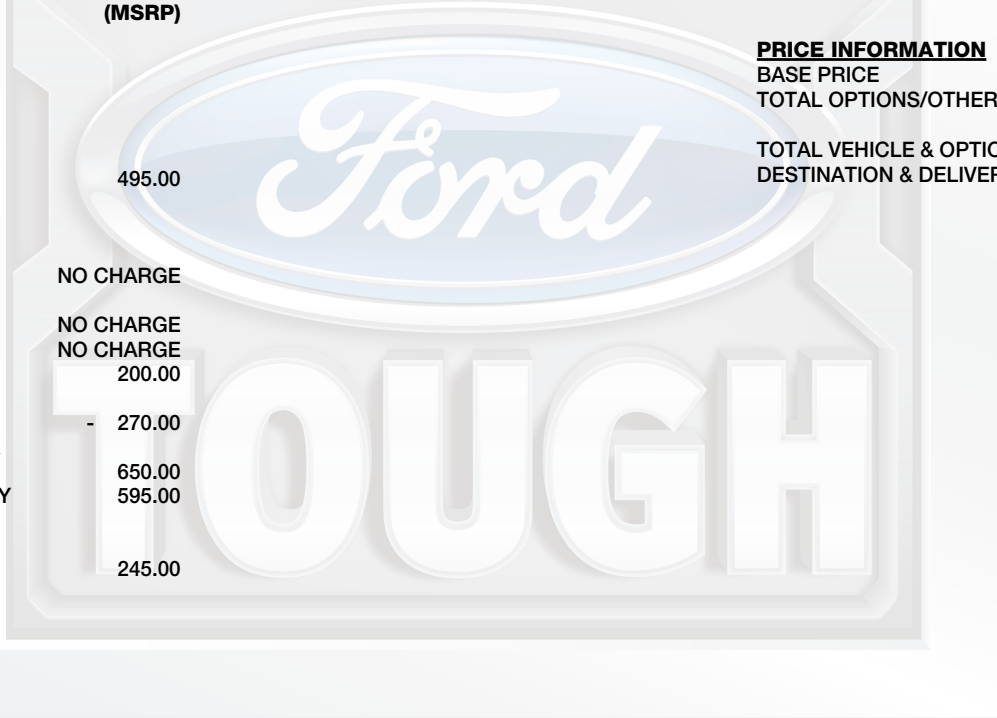 (MSRP)
495.00
NO CHARGE
NO CHARGE
NO CHARGE
200.00
- 270.00
650.00
Y 595.00
245.00
PRICE INFORMATION
BASE PRICE
TOTAL OPTIONS/OTHER
TOTAL VEHICLE & OPTIO
DESTINATION & DELIVER
Ford
TOUGH